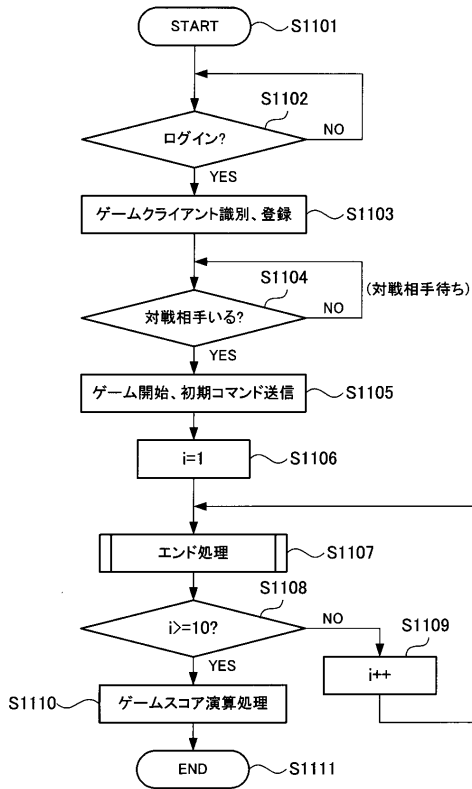 START
S1101
S1102
ログイン?
NO
YES
ゲームクライアント識別、登録
S1103
S1104
(対戦相手待ち)
対戦相手いる?
NO
YES
ゲーム開始、初期コマンド送信
S1105
i=1
S1106
エンド処理
S1107
S1108
i>=10?
NO
S1109
YES
i++
S1110
ゲームスコア演算処理
END
S1111